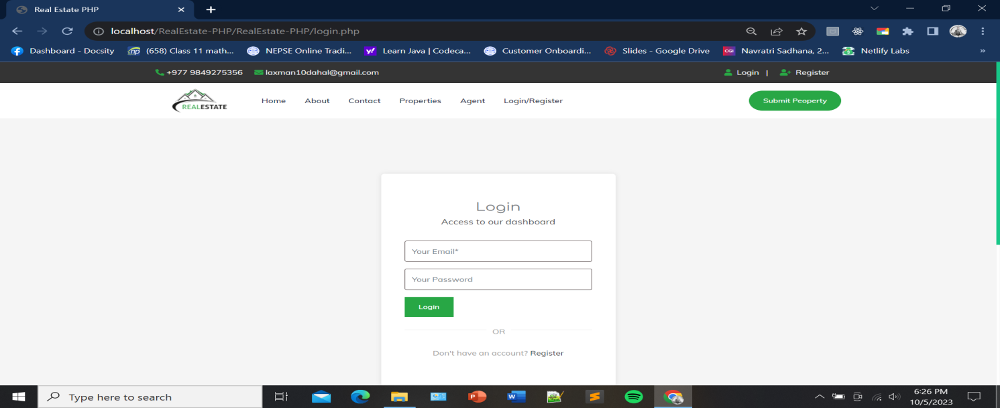 Real Estate PHP
localhost/RealEstate-PHP/RealEstate-PHP/login.php
Dashboard - Docsity (658) Class 11 math... NEPSE Online Tradi... Learn Java | Codeca... Customer Onboardi... Slides - Google Drive CGI Navratri Sadhana, 2... Netlify Labs »
+977 9849275356 laxman10dahal@gmail.com Login | Register
REALESTATE Home About Contact Properties Agent Login/Register Submit Peoperty
Login
Access to our dashboard
Your Email*
Your Password
Login
OR
Don't have an account? Register
Type here to search
6:26 PM
10/5/2023